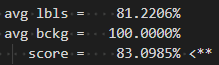 avg lbls = 81.2206%
avg bckg = 100.0000%
score = 83.0985% <**